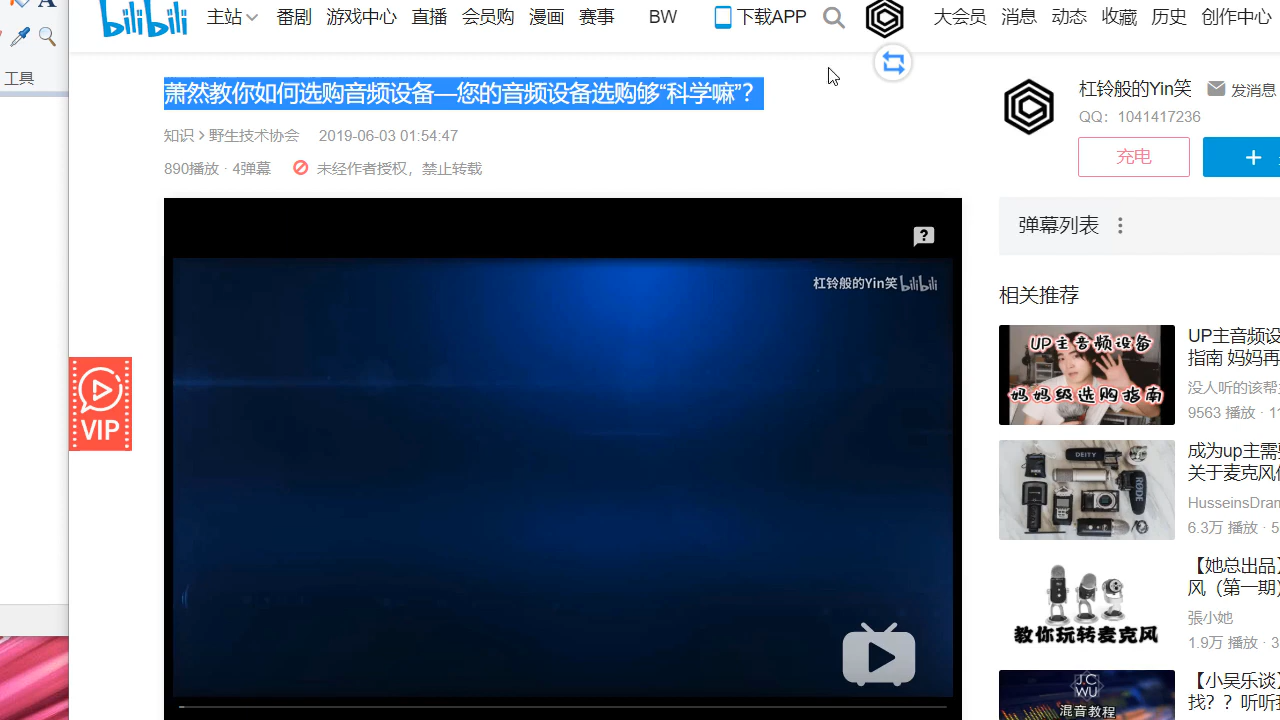 bilibili 主站 番剧 游戏中心 直播 会员购 漫画 赛事 BW 下载APP 大会员 消息 动态 收藏 历史 创作中心
工具
萧然教你如何选购音频设备—您的音频设备选购够“科学嘛”？
知识 > 野生技术协会 2019-06-03 01:54:47
890播放 · 4弹幕 未经作者授权，禁止转载
杠铃般的Yin笑 发消息
QQ：1041417236
充电
弹幕列表
杠铃般的Yin笑 bilibili
VIP
相关推荐
UP主音频设备
妈妈级选购指南
UP主音频设
指南 妈妈再
没人听的该帮
9563 播放 · 1
DEITY
RODE
成为up主需
关于麦克风
HusseinsDram
6.3万 播放 · 5
教你玩转麦克风
【她总出品】
风（第一期）
張小她
1.9万 播放 · 3
J.C
WU
混音教程
【小吴乐谈】
找？？听听